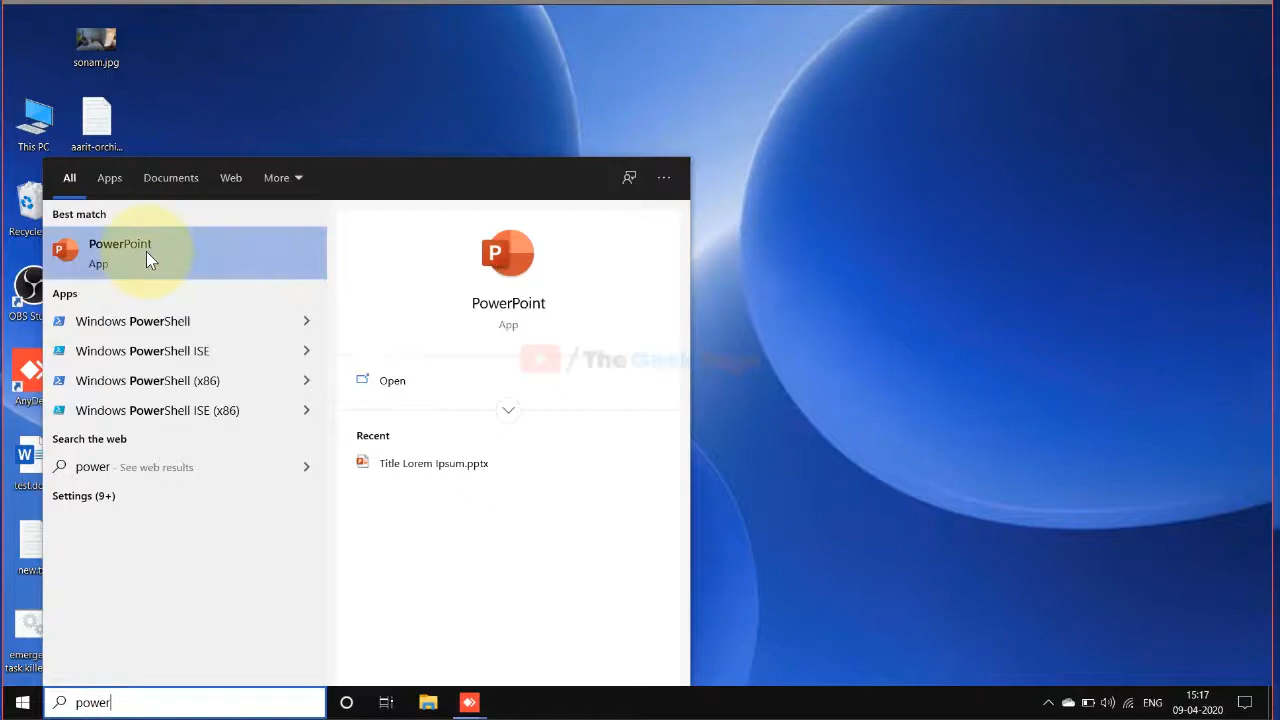 sonam.jpg
This PC
aarit-orchi...
Recycle
OBS Stu
AnyDe
test.do
new.t
emerge
task kille
All
Apps
Documents
Web
More
Best match
PowerPoint
App
Apps
Windows PowerShell
Windows PowerShell ISE
Windows PowerShell (x86)
Windows PowerShell ISE (x86)
Search the web
power - See web results
Settings (9+)
P
PowerPoint
App
Open
Recent
Title Lorem Ipsum.pptx
/ The Geek
power
ENG
15:17
09-04-2020